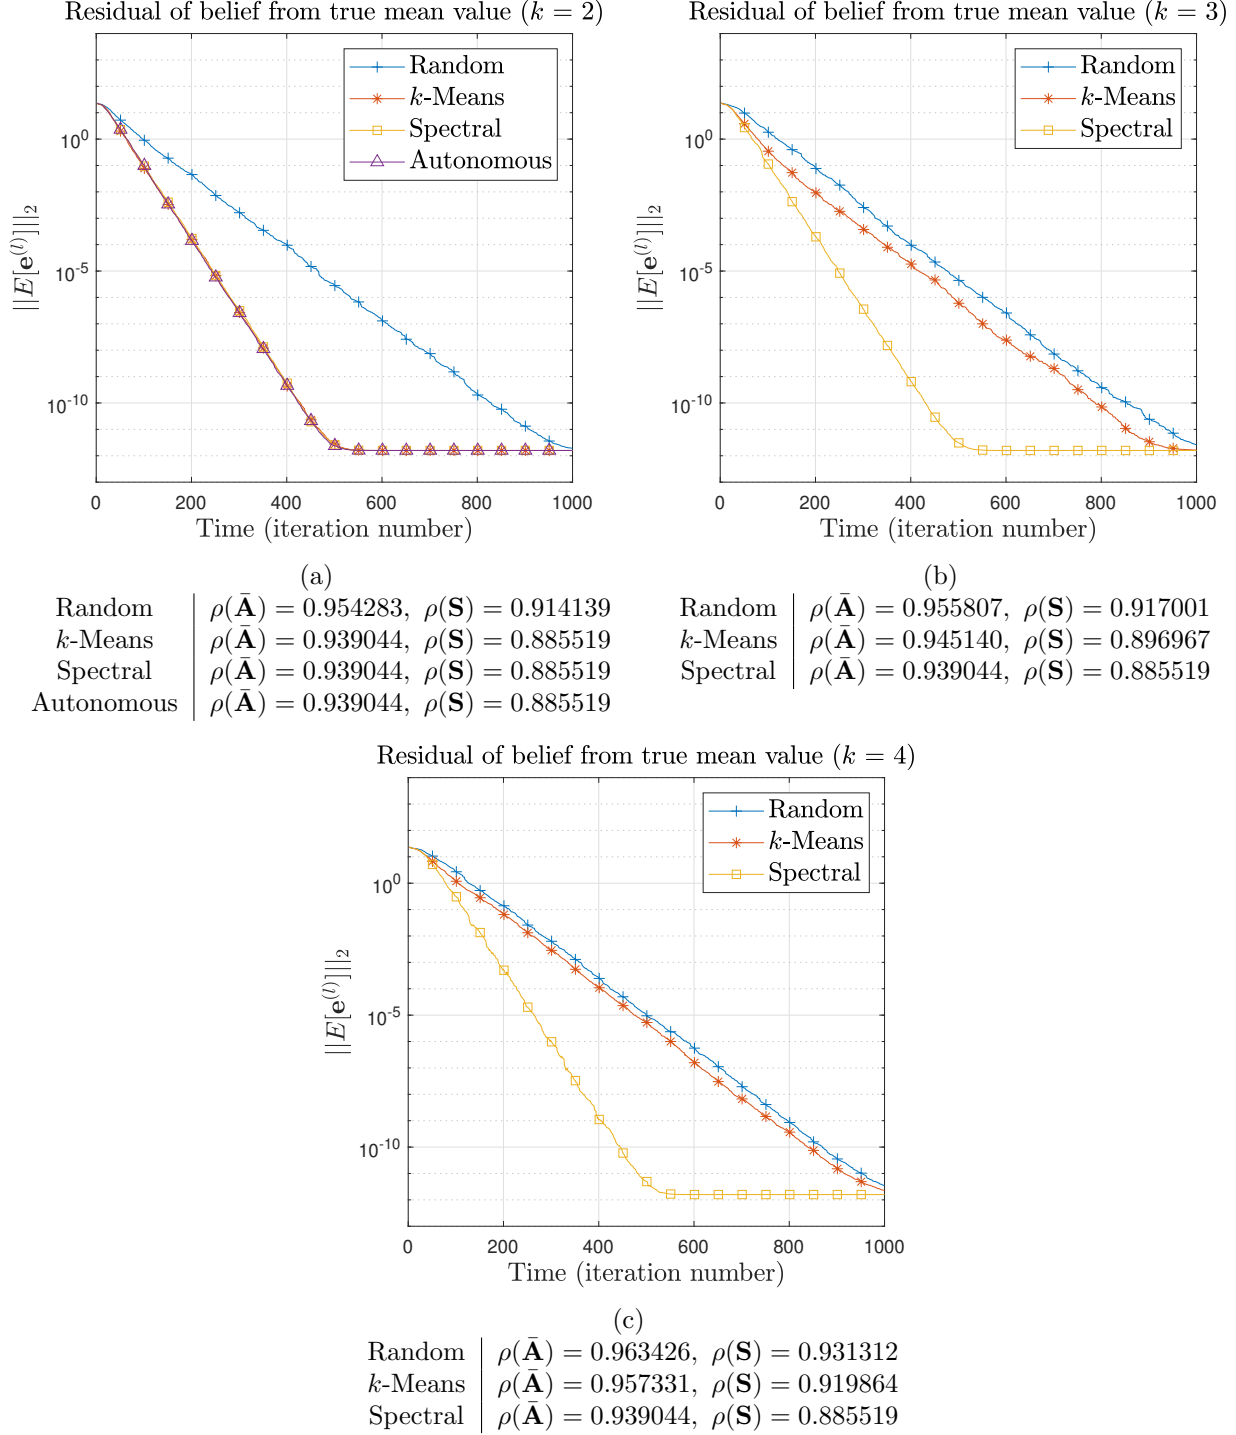 Residual of belief from true mean value (k = 2)
Random
k-Means
Spectral
Autonomous
10^0
10^-5
10^-10
||E[e^(l)]||_2
0 200 400 600 800 1000
Time (iteration number)
(a)
Random | ρ(Ā) = 0.954283, ρ(S) = 0.914139
k-Means | ρ(Ā) = 0.939044, ρ(S) = 0.885519
Spectral | ρ(Ā) = 0.939044, ρ(S) = 0.885519
Autonomous | ρ(Ā) = 0.939044, ρ(S) = 0.885519
Residual of belief from true mean value (k = 3)
Random
k-Means
Spectral
10^0
10^-5
10^-10
||E[e^(l)]||_2
0 200 400 600 800 1000
Time (iteration number)
(b)
Random | ρ(Ā) = 0.955807, ρ(S) = 0.917001
k-Means | ρ(Ā) = 0.945140, ρ(S) = 0.896967
Spectral | ρ(Ā) = 0.939044, ρ(S) = 0.885519
Residual of belief from true mean value (k = 4)
Random
k-Means
Spectral
10^0
10^-5
10^-10
||E[e^(l)]||_2
0 200 400 600 800 1000
Time (iteration number)
(c)
Random | ρ(Ā) = 0.963426, ρ(S) = 0.931312
k-Means | ρ(Ā) = 0.957331, ρ(S) = 0.919864
Spectral | ρ(Ā) = 0.939044, ρ(S) = 0.885519